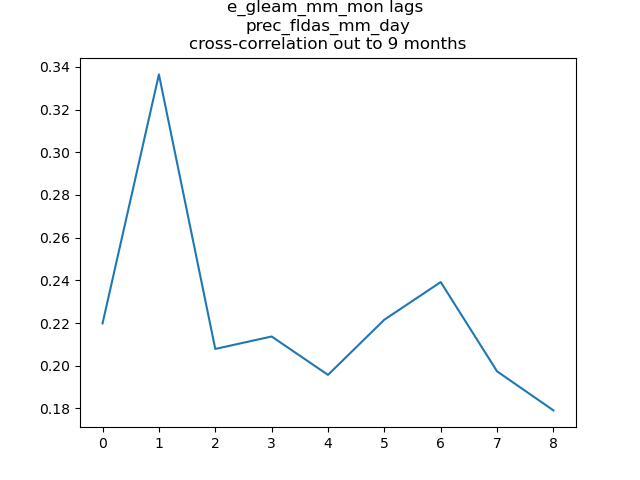 e_gleam_mm_mon lags
prec_fldas_mm_day
cross-correlation out to 9 months
0.34
0.32
0.30
0.28
0.26
0.24
0.22
0.20
0.18
0 1 2 3 4 5 6 7 8